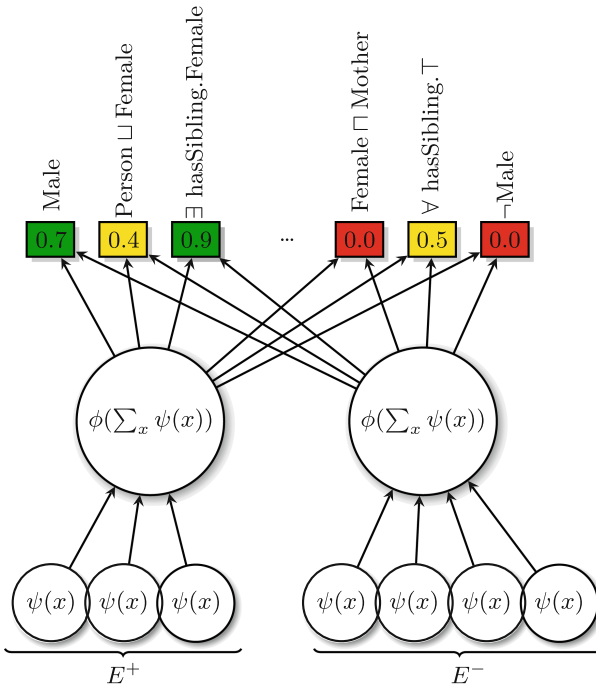 Male
Person ⊔ Female
∃ hasSibling.Female
Female ⊓ Mother
∀ hasSibling.⊤
¬Male
0.7 0.4 0.9 ... 0.0 0.5 0.0
ϕ(∑ₓ ψ(x)) ϕ(∑ₓ ψ(x))
ψ(x) ψ(x) ψ(x) ψ(x) ψ(x) ψ(x) ψ(x)
E⁺ E⁻